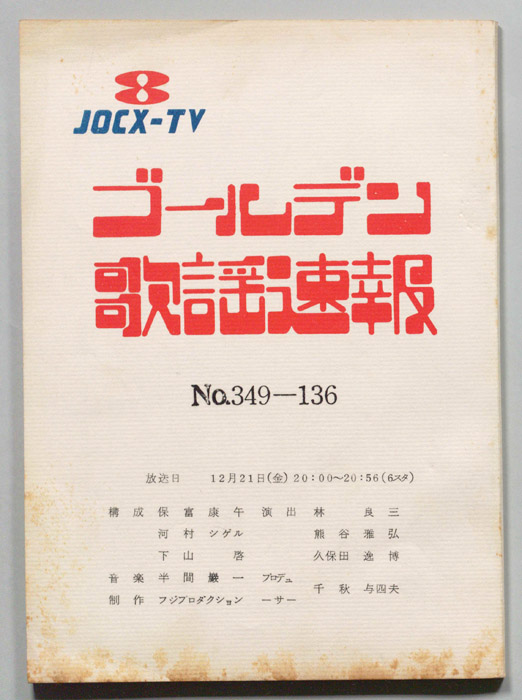 8
JOCX-TV
ゴールデン
歌謡速報
No.349―136
放送日 12月21日(金)20:00〜20:56(6スタ)
構成 保富康午 演出 林良三
河村シゲル 熊谷雅弘
下山啓 久保田逸博
音楽 半間巌一 プロデューサー 千秋与四夫
制作 フジプロダクション